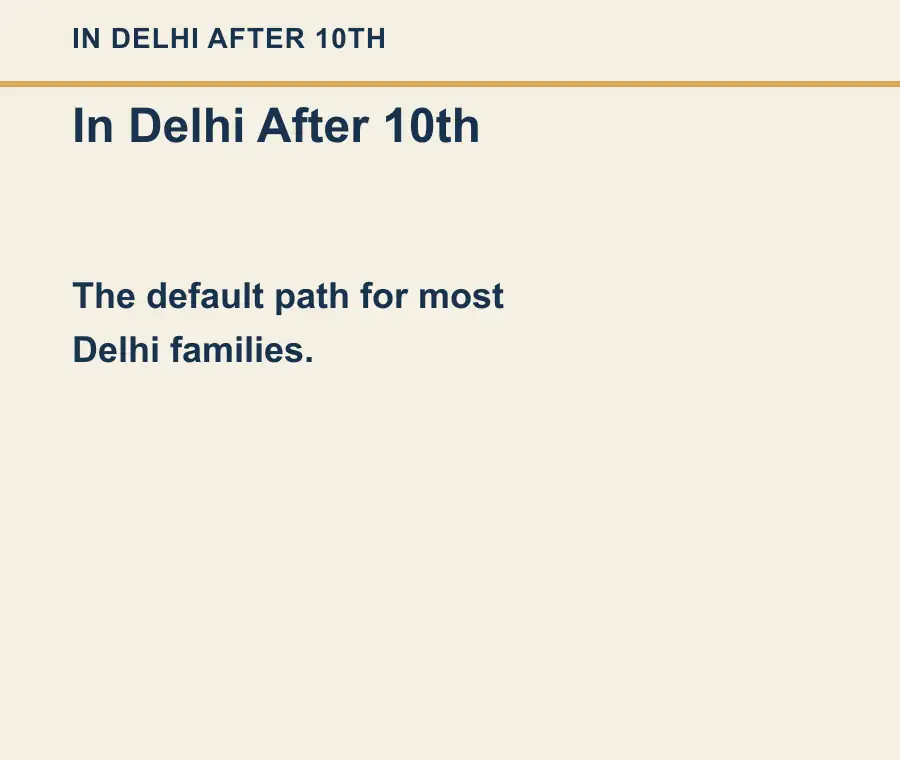 IN DELHI AFTER 10TH
In Delhi After 10th
The default path for most
Delhi families.